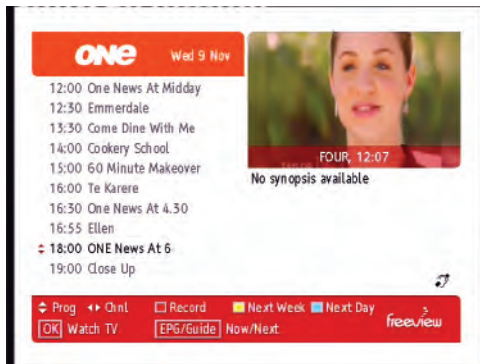 ONE Wed 9 Nov
12:00 One News At Midday
12:30 Emmerdale
13:30 Come Dine With Me
14:00 Cookery School
15:00 60 Minute Makeover
16:00 Te Karere
16:30 One News At 4.30
16:55 Ellen
18:00 ONE News At 6
19:00 Close Up
FOUR, 12:07
No synopsis available
Prog Chnl Record Next Week Next Day
OK Watch TV EPG/Guide Now/Next
freeview